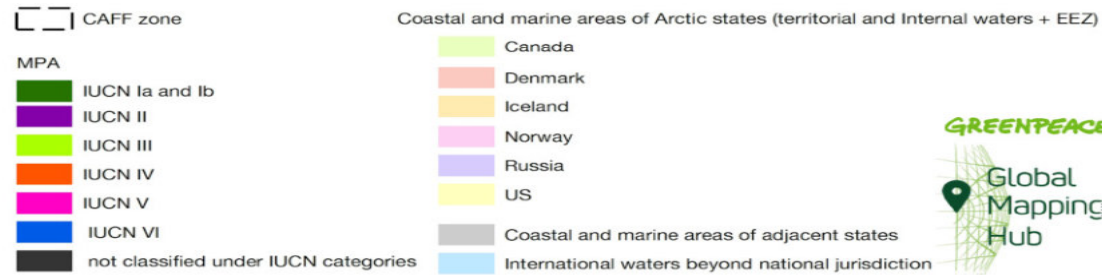 CAFF zone
Coastal and marine areas of Arctic states (territorial and Internal waters + EEZ)
MPA
IUCN Ia and Ib
IUCN II
IUCN III
IUCN IV
IUCN V
IUCN VI
not classified under IUCN categories
Canada
Denmark
Iceland
Norway
Russia
US
Coastal and marine areas of adjacent states
International waters beyond national jurisdiction
GREENPEACE
Global
Mapping
Hub